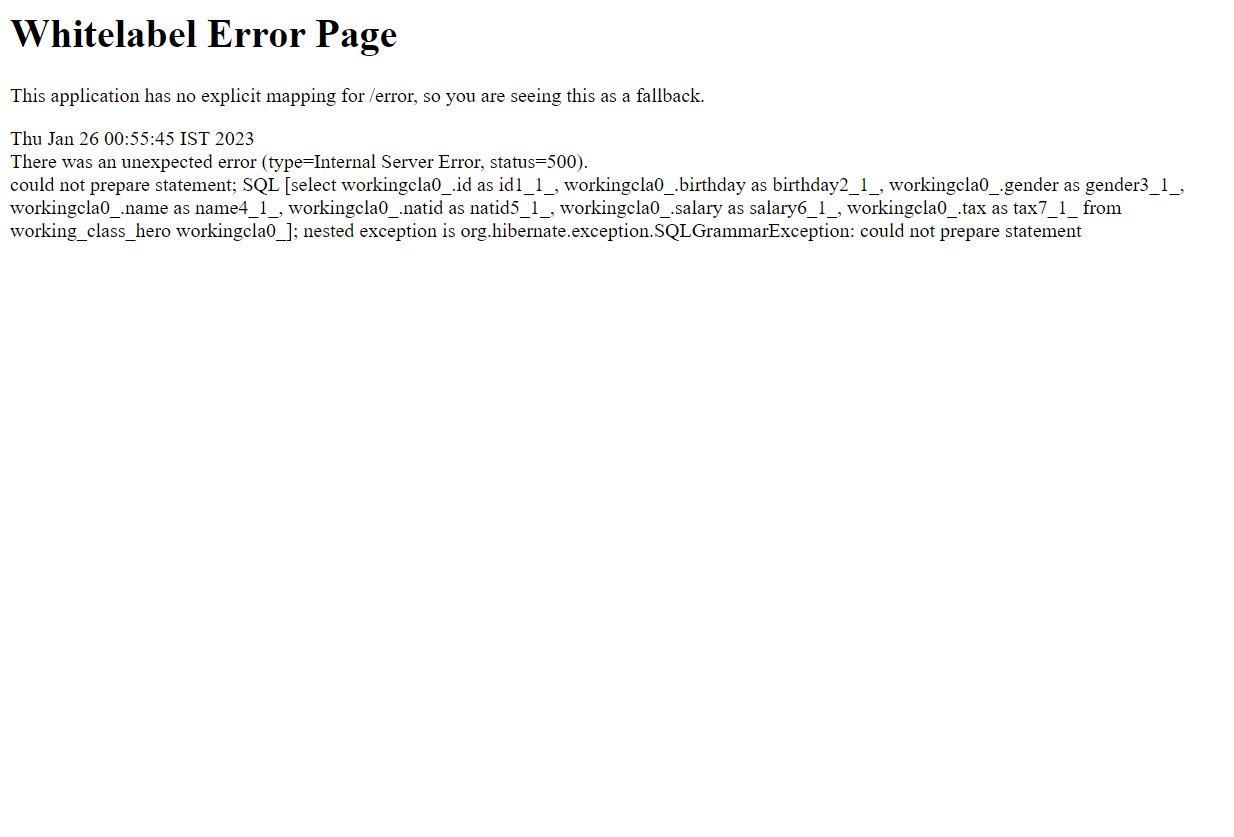 Whitelabel Error Page
This application has no explicit mapping for /error, so you are seeing this as a fallback.
Thu Jan 26 00:55:45 IST 2023
There was an unexpected error (type=Internal Server Error, status=500).
could not prepare statement; SQL [select workingcla0_.id as id1_1_, workingcla0_.birthday as birthday2_1_, workingcla0_.gender as gender3_1_,
workingcla0_.name as name4_1_, workingcla0_.natid as natid5_1_, workingcla0_.salary as salary6_1_, workingcla0_.tax as tax7_1_ from
working_class_hero workingcla0_]; nested exception is org.hibernate.exception.SQLGrammarException: could not prepare statement